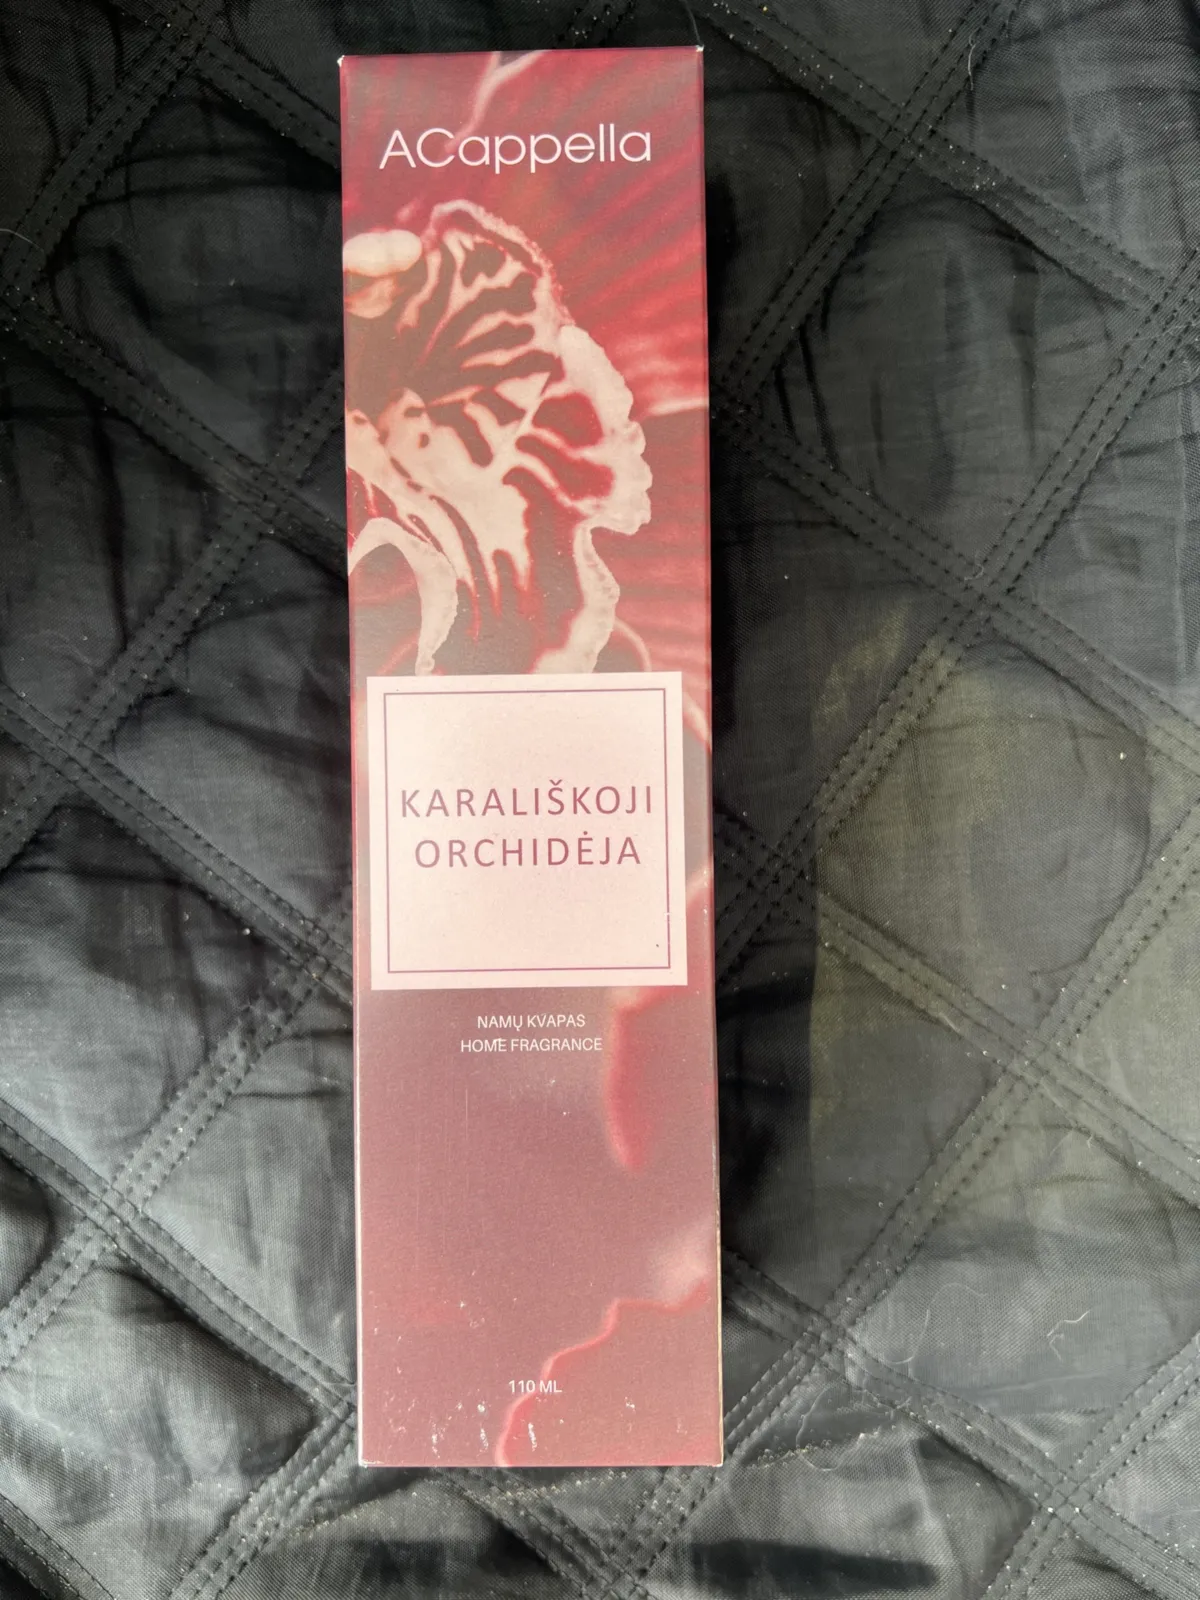 ACappella
KARALIŠKOJI
ORCHIDĖJA
NAMŲ KVAPAS
HOME FRAGRANCE
110 ML